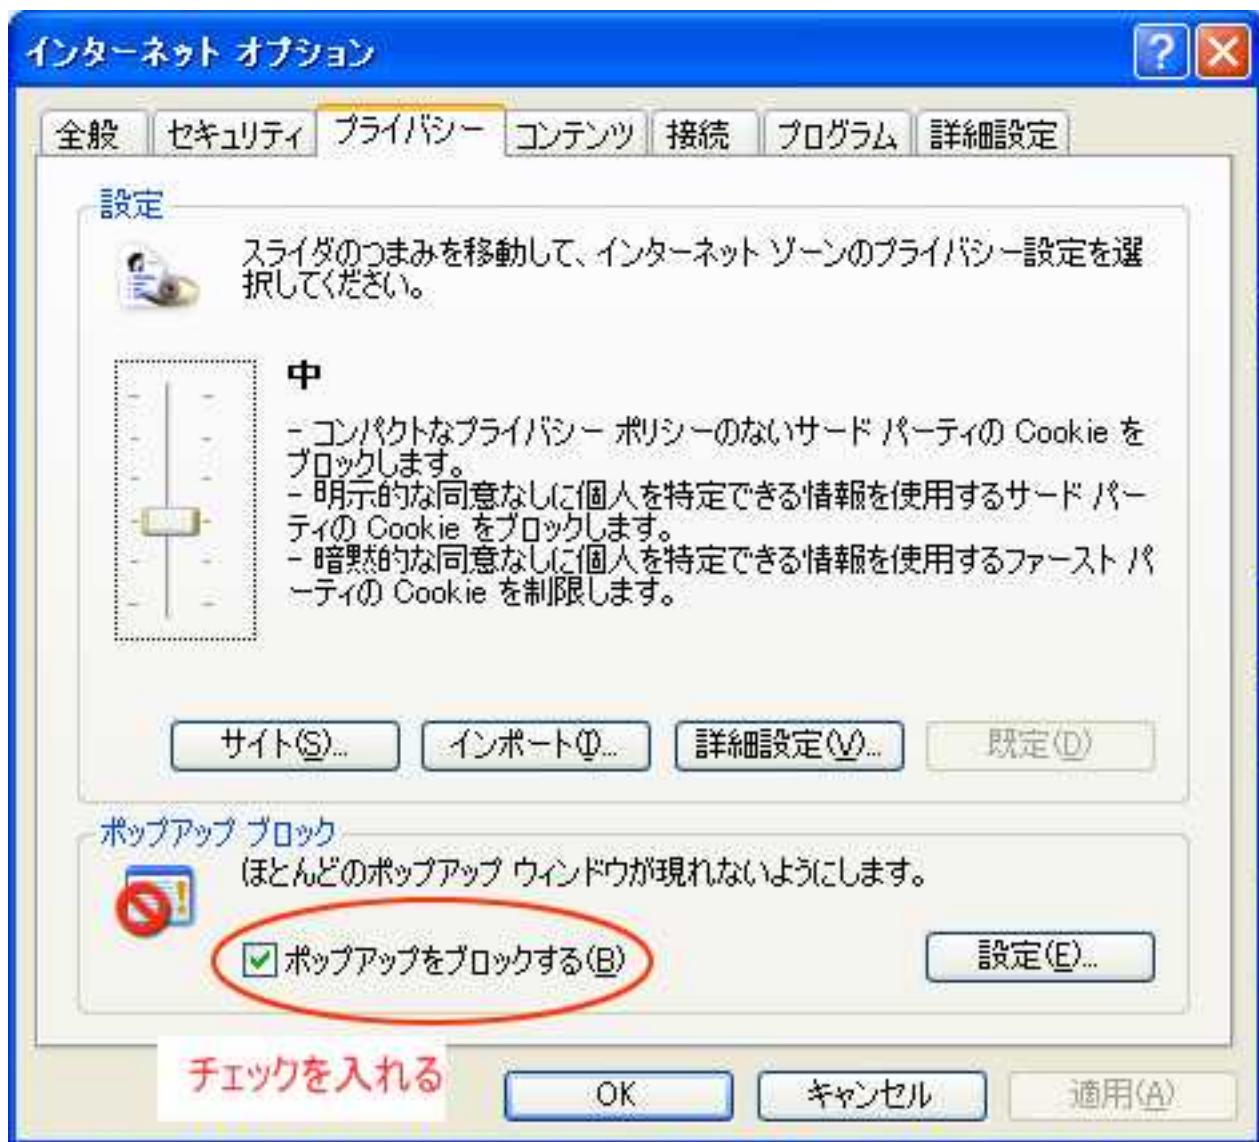 インターネット オプション
全般 セキュリティ プライバシー コンテンツ 接続 プログラム 詳細設定
設定
スライダのつまみを移動して、インターネット ゾーンのプライバシー設定を選
択してください。
中
- コンパクトなプライバシー ポリシーのないサード パーティの Cookie を
ブロックします。
- 明示的な同意なしに個人を特定できる情報を使用するサード パー
ティの Cookie をブロックします。
- 暗黙的な同意なしに個人を特定できる情報を使用するファースト パ
ーティの Cookie を制限します。
サイト(S)... インポート(I)... 詳細設定(V)... 既定(D)
ポップアップ ブロック
ほとんどのポップアップ ウィンドウが現れないようにします。
ポップアップをブロックする(B) 設定(E)...
チェックを入れる
OK キャンセル 適用(A)